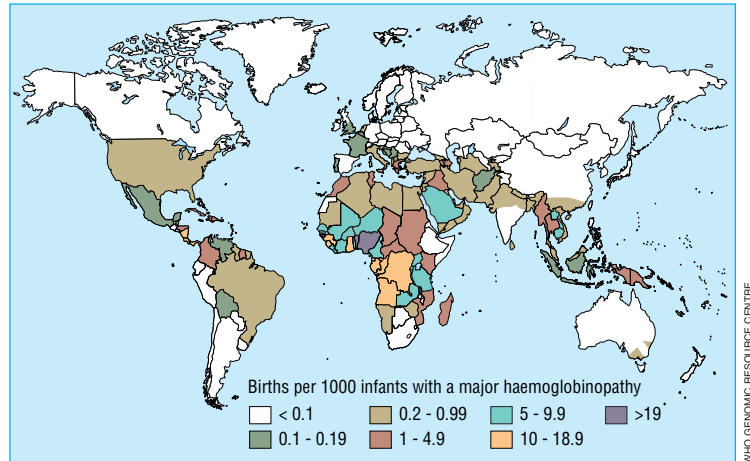 Births per 1000 infants with a major haemoglobinopathy
< 0.1 0.2 - 0.99 5 - 9.9 >19
0.1 - 0.19 1 - 4.9 10 - 18.9
WHO GENOMIC RESOURCE CENTRE